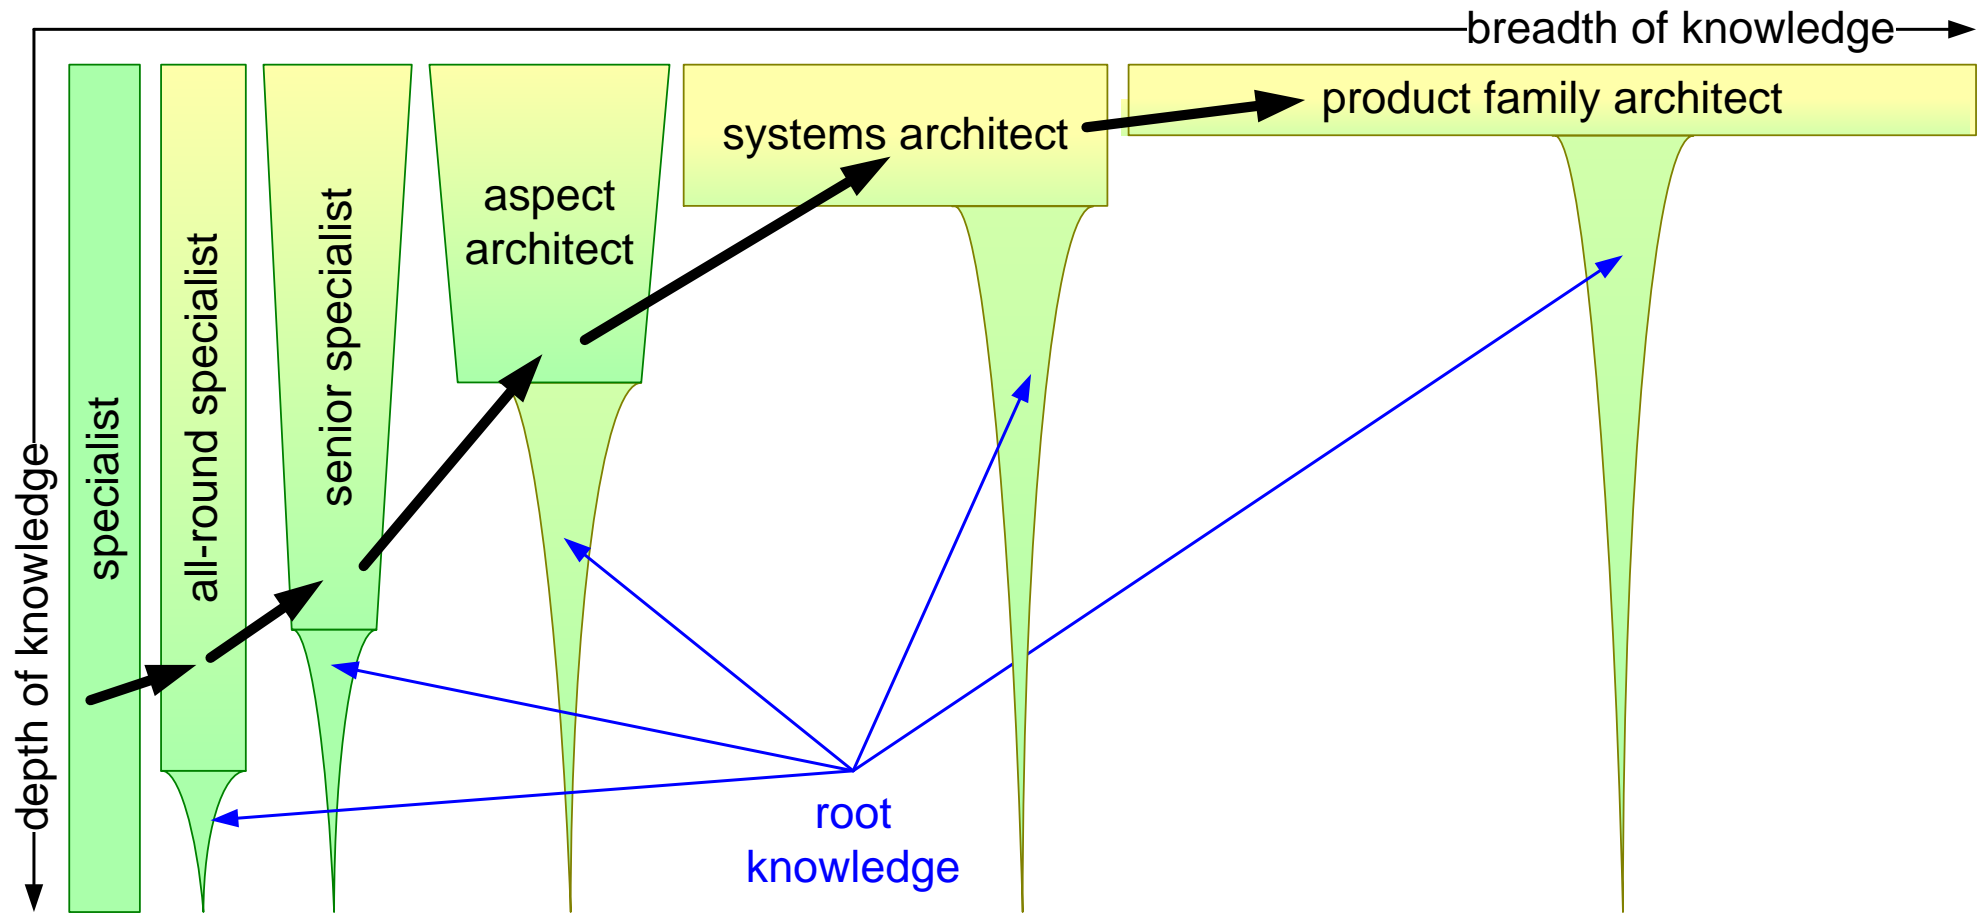 breadth of knowledge
depth of knowledge
specialist
all-round specialist
senior specialist
aspect
architect
systems architect
product family architect
root
knowledge